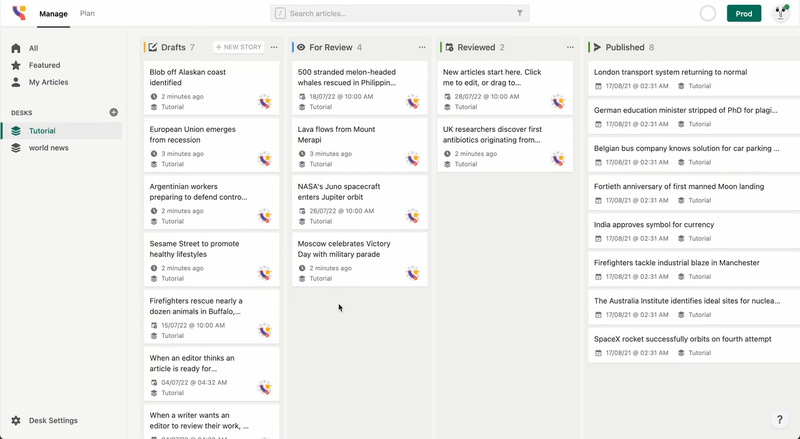 Manage
Plan
/ Search articles...
Prod
All
Featured
My Articles
DESKS
Tutorial
world news
Desk Settings
Drafts 7
+ NEW STORY
Blob off Alaskan coast
identified
2 minutes ago
Tutorial
European Union emerges
from recession
3 minutes ago
Tutorial
Argentinian workers
preparing to defend contro...
2 minutes ago
Tutorial
Sesame Street to promote
healthy lifestyles
2 minutes ago
Tutorial
Firefighters rescue nearly a
dozen animals in Buffalo,...
15/07/22 @ 10:00 AM
Tutorial
When an editor thinks an
article is ready for...
04/07/22 @ 04:32 AM
Tutorial
When a writer wants an
editor to review their work, ...
For Review 4
500 stranded melon-headed
whales rescued in Philippin...
18/07/22 @ 10:00 AM
Tutorial
Lava flows from Mount
Merapi
3 minutes ago
Tutorial
NASA's Juno spacecraft
enters Jupiter orbit
26/07/22 @ 10:00 AM
Tutorial
Moscow celebrates Victory
Day with military parade
2 minutes ago
Tutorial
Reviewed 2
New articles start here. Click
me to edit, or drag to...
28/07/22 @ 10:00 AM
Tutorial
UK researchers discover first
antibiotics originating from...
2 minutes ago
Tutorial
Published 8
London transport system returning to normal
17/08/21 @ 02:31 AM Tutorial
German education minister stripped of PhD for plagi...
17/08/21 @ 02:31 AM Tutorial
Belgian bus company knows solution for car parking ...
17/08/21 @ 02:31 AM Tutorial
Fortieth anniversary of first manned Moon landing
17/08/21 @ 02:31 AM Tutorial
India approves symbol for currency
17/08/21 @ 02:31 AM Tutorial
Firefighters tackle industrial blaze in Manchester
17/08/21 @ 02:31 AM Tutorial
The Australia Institute identifies ideal sites for nuclea...
17/08/21 @ 02:31 AM Tutorial
SpaceX rocket successfully orbits on fourth attempt
17/08/21 @ 02:31 AM Tutorial
?